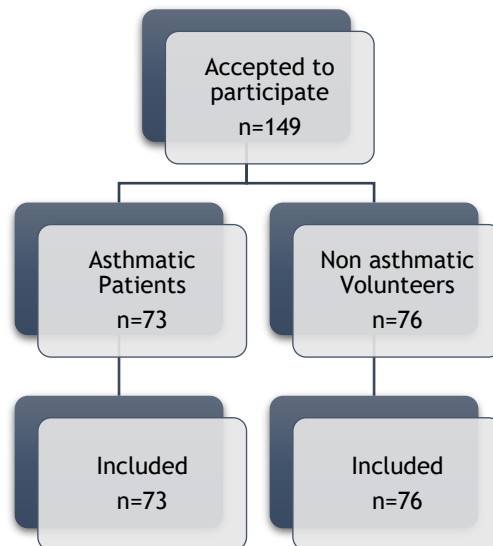 Accepted to
participate
n=149
Asthmatic
Patients
n=73
Non asthmatic
Volunteers
n=76
Included
n=73
Included
n=76